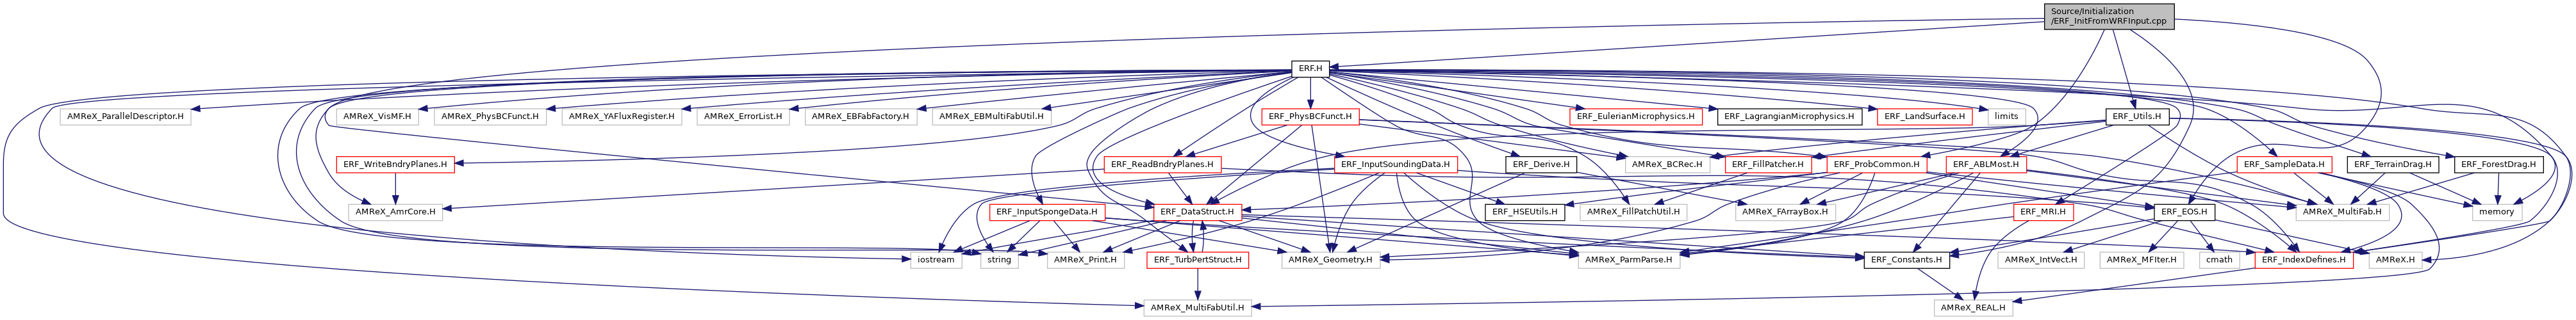 Source/Initialization
/ERF_InitFromWRFInput.cpp
ERF.H
AMReX_ParallelDescriptor.H
AMReX_VisMF.H
AMReX_PhysBCFunct.H
AMReX_YAFluxRegister.H
AMReX_ErrorList.H
AMReX_EBFabFactory.H
AMReX_EBMultiFabUtil.H
ERF_PhysBCFunct.H
ERF_EulerianMicrophysics.H
ERF_LagrangianMicrophysics.H
ERF_LandSurface.H
limits
ERF_Utils.H
ERF_WriteBndryPlanes.H
ERF_ReadBndryPlanes.H
ERF_InputSoundingData.H
ERF_Derive.H
AMReX_BCRec.H
ERF_FillPatcher.H
ERF_ProbCommon.H
ERF_ABLMost.H
ERF_SampleData.H
ERF_TerrainDrag.H
ERF_ForestDrag.H
AMReX_AmrCore.H
ERF_InputSpongeData.H
ERF_DataStruct.H
ERF_HSEUtils.H
AMReX_FillPatchUtil.H
AMReX_FArrayBox.H
ERF_MRI.H
ERF_EOS.H
AMReX_MultiFab.H
memory
iostream
string
AMReX_Print.H
ERF_TurbPertStruct.H
AMReX_Geometry.H
AMReX_ParmParse.H
ERF_Constants.H
AMReX_IntVect.H
AMReX_MFIter.H
cmath
ERF_IndexDefines.H
AMReX.H
AMReX_MultiFabUtil.H
AMReX_REAL.H